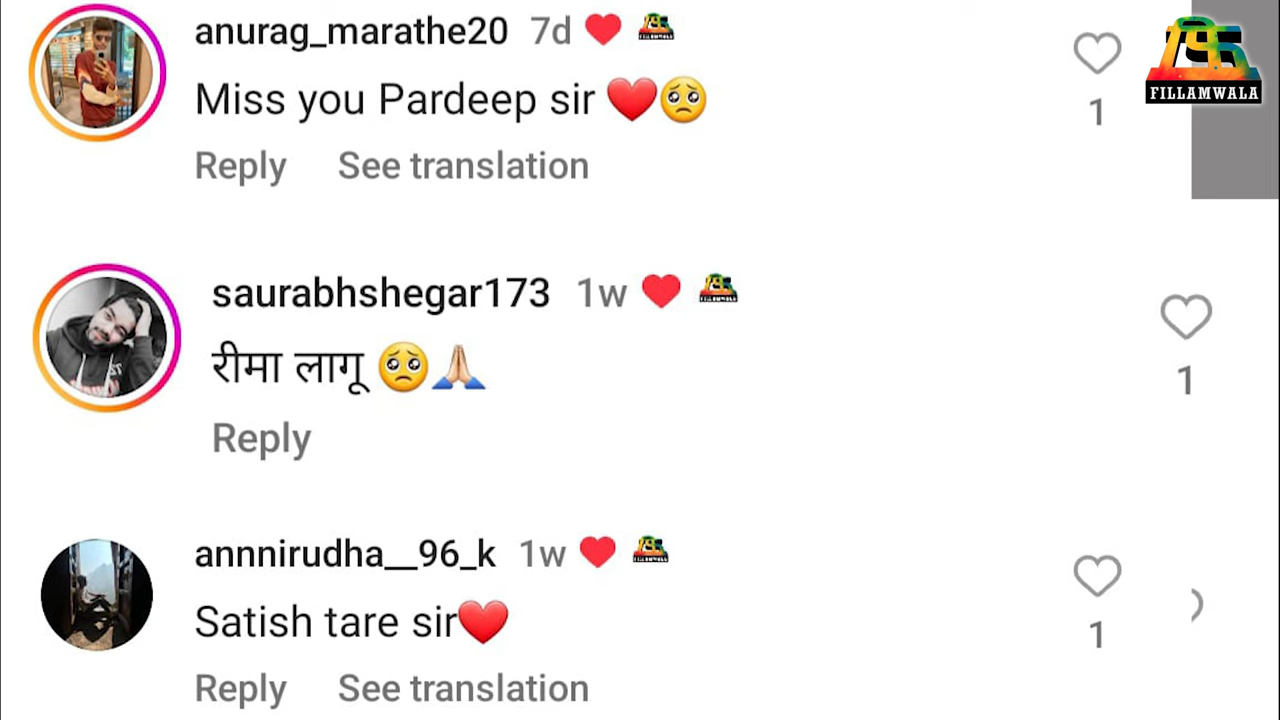 anurag_marathe20 7d
FILLAMWALA
Miss you Pardeep sir ❤️🥺
1
Reply See translation
saurabhshegar173 1w
रीमा लागू 🥺🙏🏻
1
Reply
annnirudha__96_k 1w
Satish tare sir❤️
1
Reply See translation